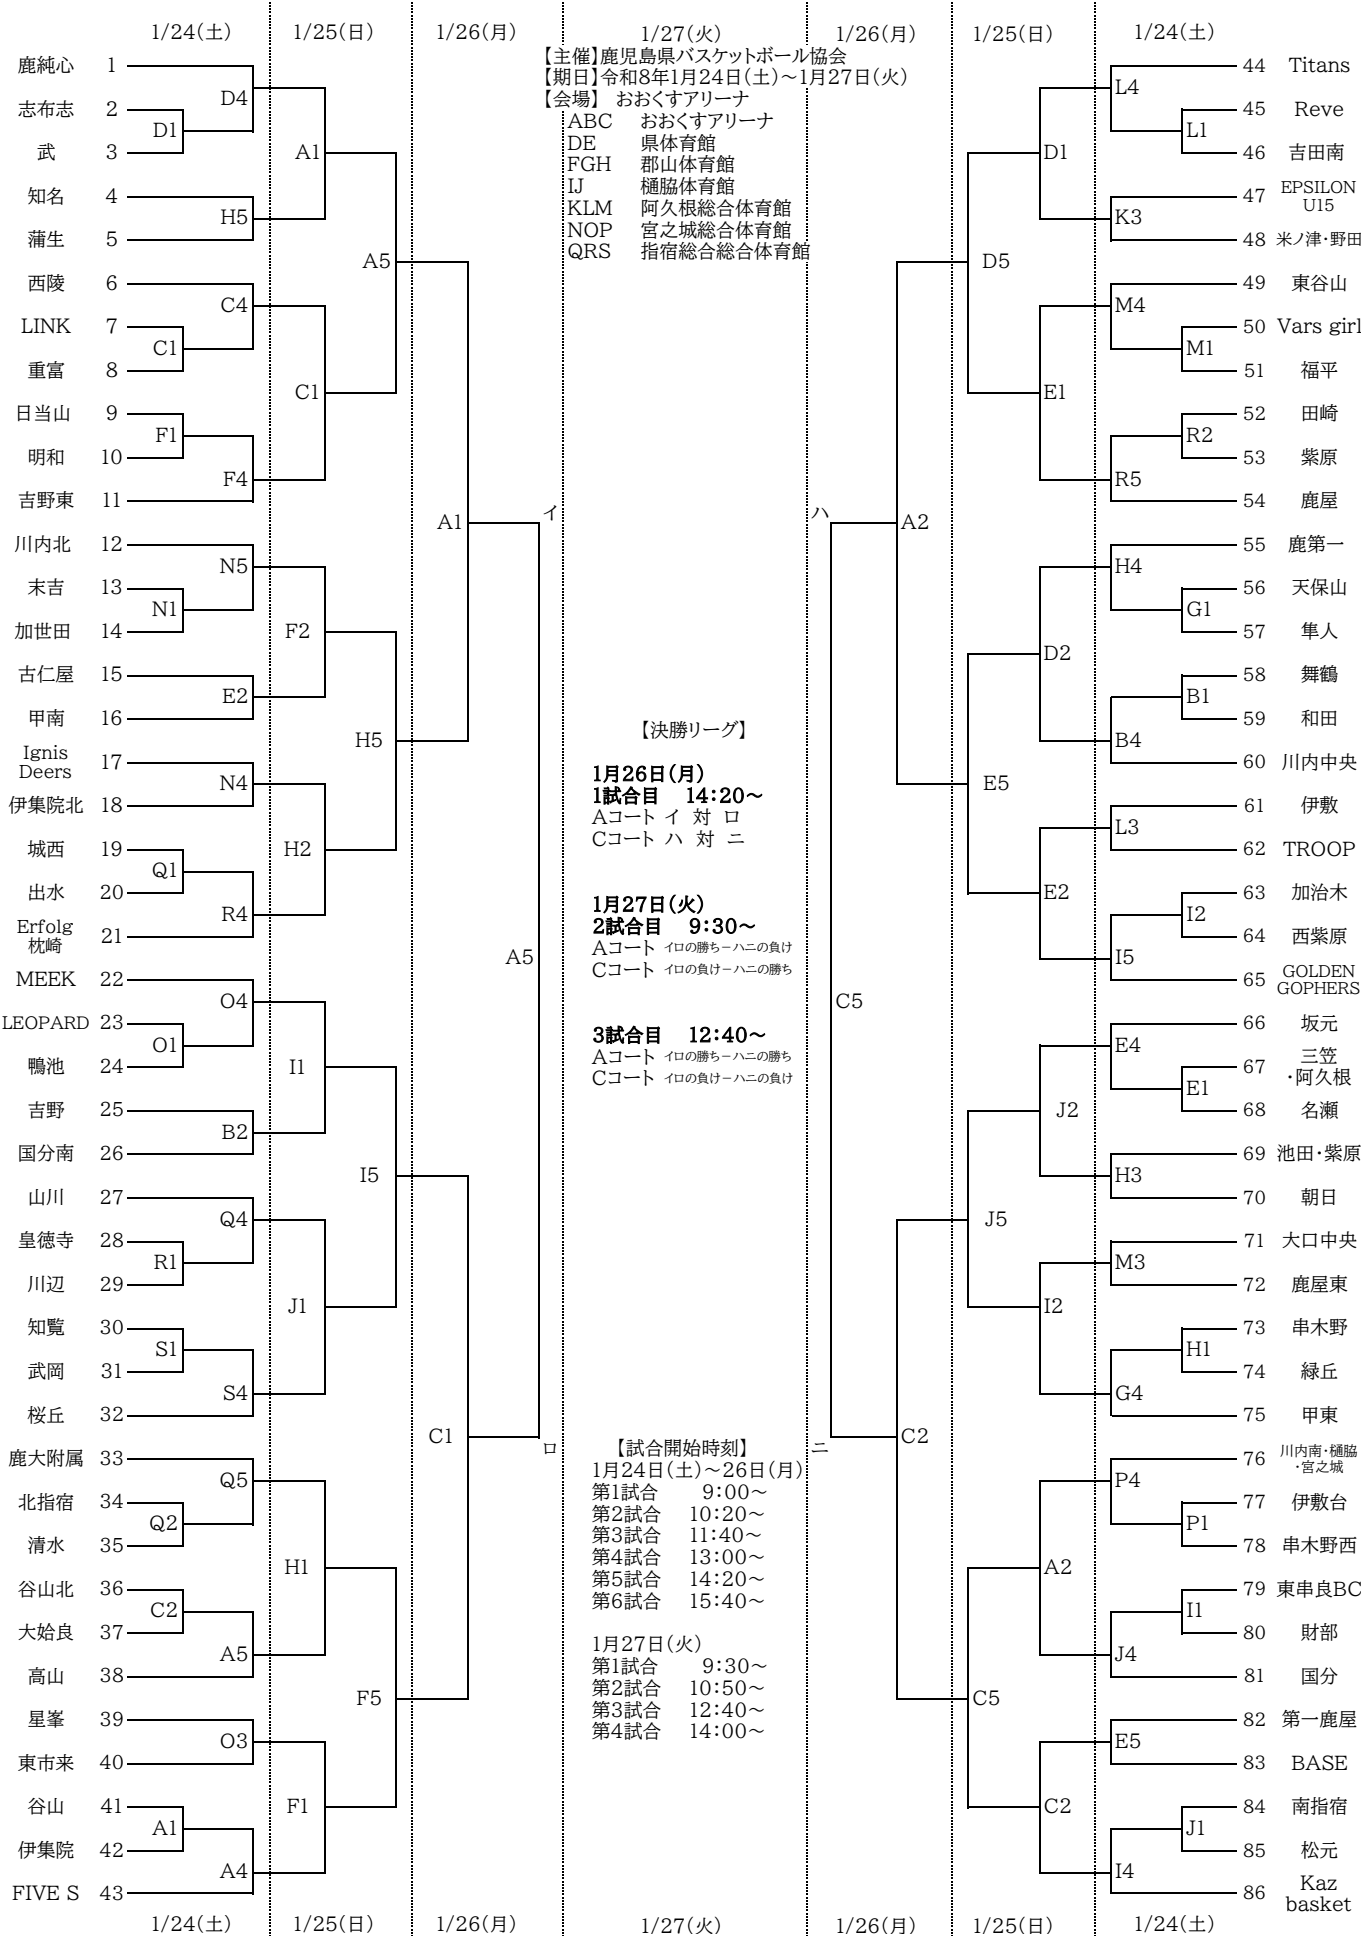 1/24(土) 1/25(日) 1/26(月) 1/27(火) 1/26(月) 1/25(日) 1/24(土)
【主催】鹿児島県バスケットボール協会
【期日】令和8年1月24日(土)～1月27日(火)
【会場】 おおくすアリーナ
ABC おおくすアリーナ
DE 県体育館
FGH 郡山体育館
IJ 樋脇体育館
KLM 阿久根総合体育館
NOP 宮之城総合体育館
QRS 指宿総合総合体育館
鹿純心 1
D4
志布志 2
D1
武 3
A1
知名 4
H5
蒲生 5
A5
西陵 6
C4
LINK 7
C1
重富 8
C1
日当山 9
F1
明和 10
F4
吉野東 11
A1
イ
川内北 12
N5
末吉 13
N1
加世田 14
F2
古仁屋 15
E2
甲南 16
H5
Ignis
Deers
17
N4
伊集院北 18
城西 19
H2
Q1
出水 20
R4
Erfolg
枕崎
21
A5
MEEK 22
O4
LEOPARD 23
O1
鴨池 24
I1
吉野 25
B2
国分南 26
I5
山川 27
Q4
皇徳寺 28
R1
川辺 29
J1
知覧 30
S1
武岡 31
S4
桜丘 32
C1
ロ
鹿大附属 33
Q5
北指宿 34
Q2
清水 35
H1
谷山北 36
C2
大姶良 37
A5
高山 38
F5
星峯 39
O3
東市来 40
谷山 41
F1
A1
伊集院 42
A4
FIVE S 43
【決勝リーグ】
1月26日(月)
1試合目 14:20～
Aコート イ 対 ロ
Cコート ハ 対 ニ
1月27日(火)
2試合目 9:30～
Aコート イロの勝ち－ハニの負け
Cコート イロの負け－ハニの勝ち
3試合目 12:40～
Aコート イロの勝ち－ハニの勝ち
Cコート イロの負け－ハニの負け
【試合開始時刻】
1月24日(土)～26日(月)
第1試合 9:00～
第2試合 10:20～
第3試合 11:40～
第4試合 13:00～
第5試合 14:20～
第6試合 15:40～
1月27日(火)
第1試合 9:30～
第2試合 10:50～
第3試合 12:40～
第4試合 14:00～
44 Titans
L4
45 Reve
L1
46 吉田南
D1
47 EPSILON
U15
K3
48 米ノ津・野田
D5
49 東谷山
M4
50 Vars girl
M1
51 福平
E1
52 田崎
R2
53 紫原
R5
54 鹿屋
ハ
A2
55 鹿第一
H4
56 天保山
G1
57 隼人
D2
58 舞鶴
B1
59 和田
B4
60 川内中央
E5
61 伊敷
L3
62 TROOP
E2
63 加治木
I2
64 西紫原
I5
65 GOLDEN
GOPHERS
C5
66 坂元
E4
67 三笠
・阿久根
E1
68 名瀬
J2
69 池田・紫原
H3
70 朝日
J5
71 大口中央
M3
72 鹿屋東
I2
73 串木野
H1
74 緑丘
G4
75 甲東
ニ
C2
76 川内南・樋脇
・宮之城
P4
77 伊敷台
P1
78 串木野西
A2
79 東串良BC
I1
80 財部
J4
81 国分
C5
82 第一鹿屋
E5
83 BASE
C2
84 南指宿
J1
85 松元
I4
86 Kaz
basket
1/24(土) 1/25(日) 1/26(月) 1/27(火) 1/26(月) 1/25(日) 1/24(土)